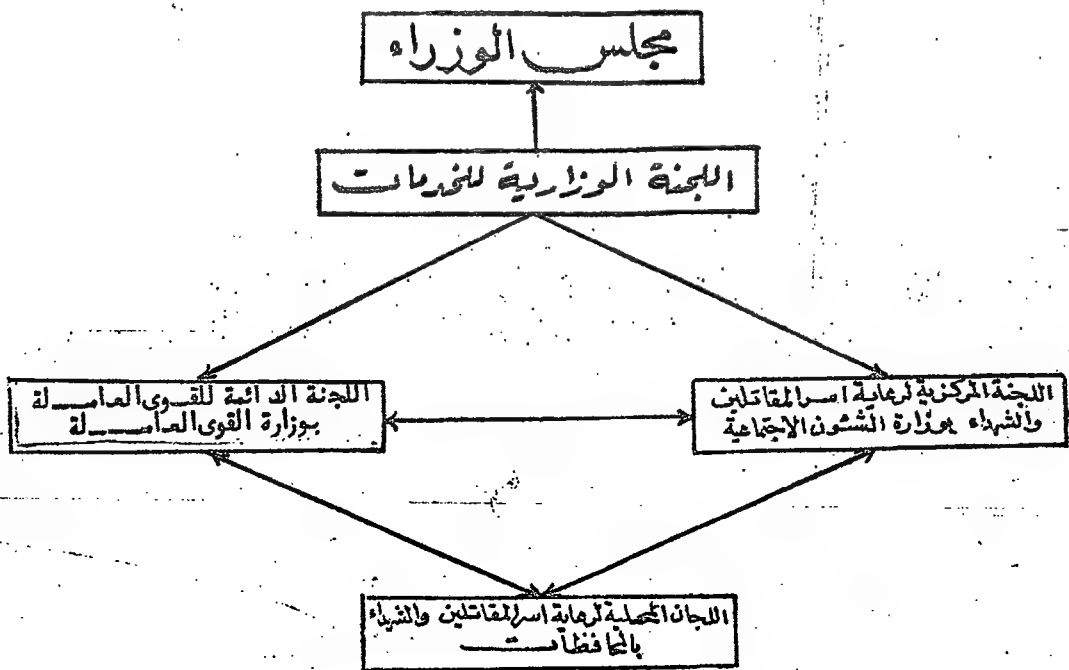 مجلس الوزراء
اللجنة الوزارية للخدمات
اللجنة المركزية لرعاية اسر المقاتلين
والشهداء بوزارة الشئون الاجتماعية
اللجنة الدائمة للقوى العاملة
بوزارة القوى العاملة
اللجان المحلية لرعاية اسر المقاتلين والشهداء
بالمحافظات